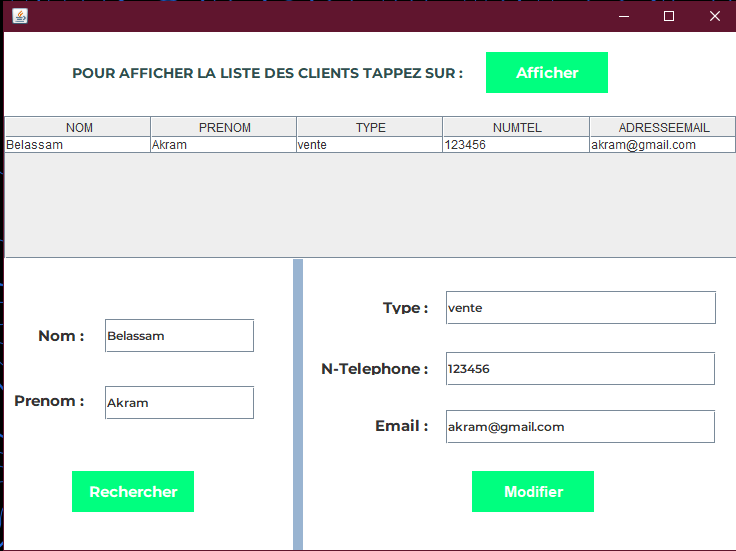 POUR AFFICHER LA LISTE DES CLIENTS TAPPEZ SUR : Afficher
NOM PRENOM TYPE NUMTEL ADRESSEEMAIL
Belassam Akram vente 123456 akram@gmail.com
Nom : Belassam
Prenom : Akram
Rechercher
Type : vente
N-Telephone : 123456
Email : akram@gmail.com
Modifier